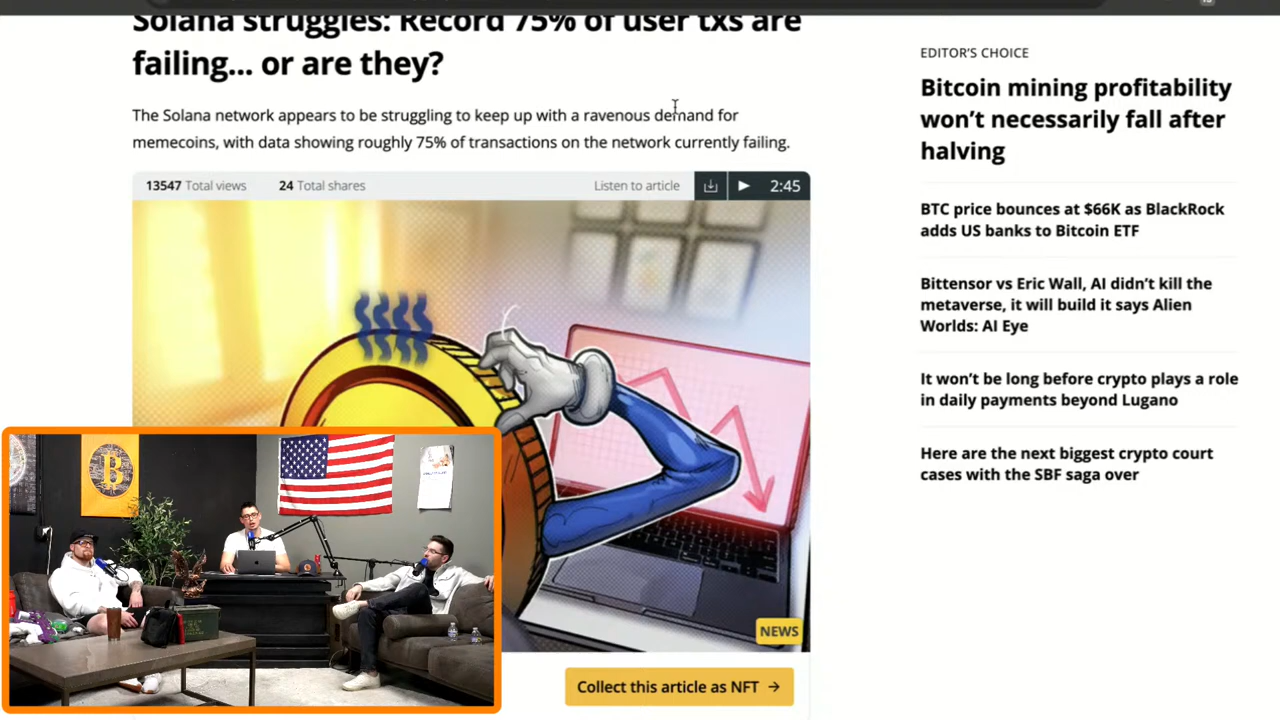 Solana struggles: Record 75% of user txs are
failing... or are they?
The Solana network appears to be struggling to keep up with a ravenous demand for
memecoins, with data showing roughly 75% of transactions on the network currently failing.
13547 Total views
24 Total shares
Listen to article
2:45
NEWS
Collect this article as NFT →
EDITOR'S CHOICE
Bitcoin mining profitability
won't necessarily fall after
halving
BTC price bounces at $66K as BlackRock
adds US banks to Bitcoin ETF
Bittensor vs Eric Wall, AI didn't kill the
metaverse, it will build it says Alien
Worlds: AI Eye
It won't be long before crypto plays a role
in daily payments beyond Lugano
Here are the next biggest crypto court
cases with the SBF saga over